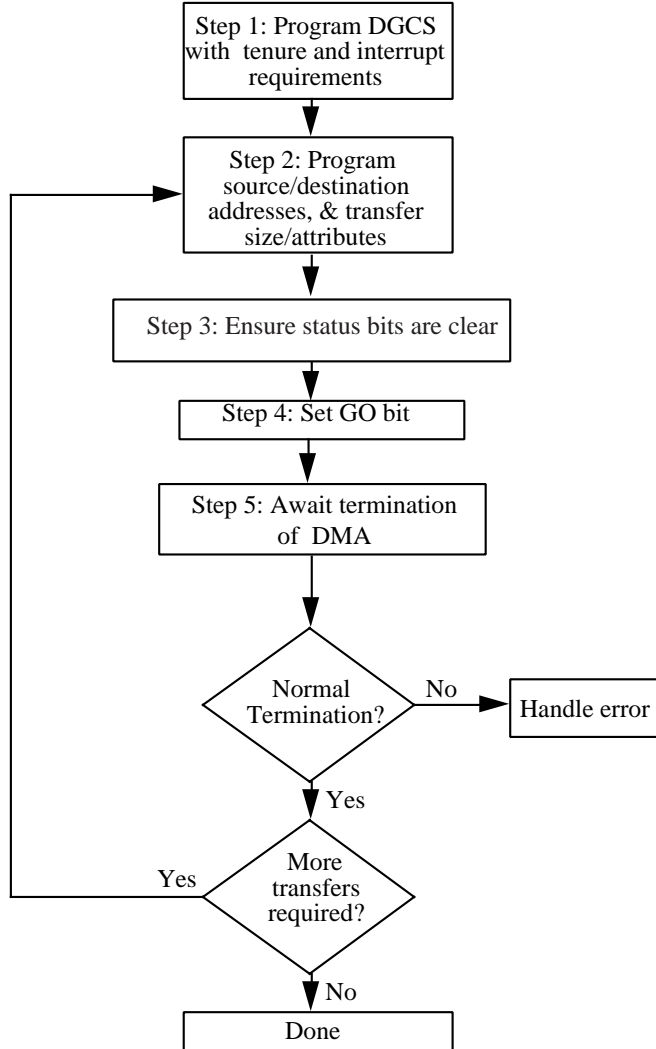 Step 1: Program DGCS
with tenure and interrupt
requirements
Step 2: Program
source/destination
addresses, & transfer
size/attributes
Step 3: Ensure status bits are clear
Step 4: Set GO bit
Step 5: Await termination
of DMA
Normal
Termination?
No
Handle error
Yes
More
transfers
required?
Yes
No
Done